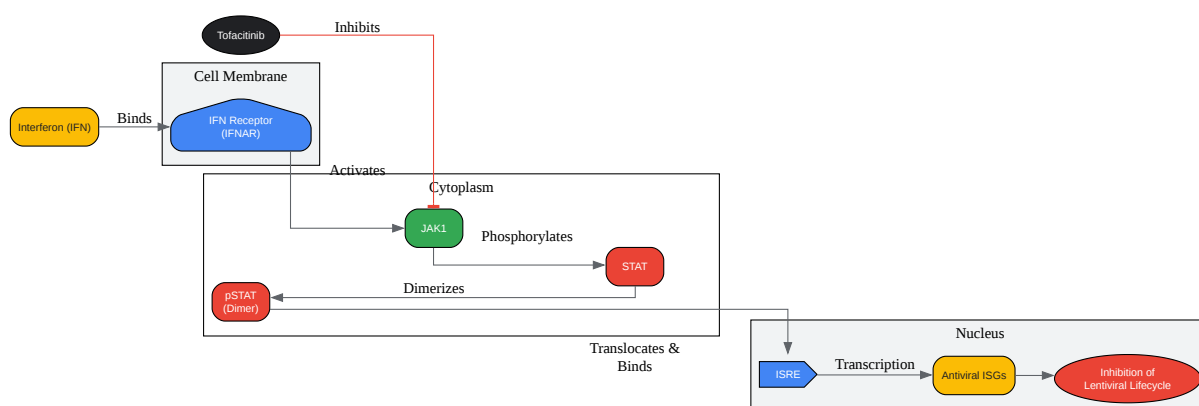 Tofacitinib
Inhibits
Cell Membrane
Interferon (IFN)
Binds
IFN Receptor
(IFNAR)
Activates
Cytoplasm
JAK1
Phosphorylates
STAT
Dimerizes
pSTAT
(Dimer)
Translocates &
Binds
Nucleus
ISRE
Transcription
Antiviral ISGs
Inhibition of
Lentiviral Lifecycle